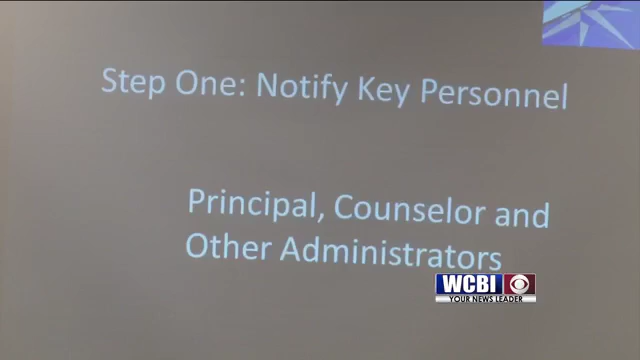 Step One: Notify Key Personnel
Principal, Counselor and
Other Administrators
WCBI
YOUR NEWS LEADER